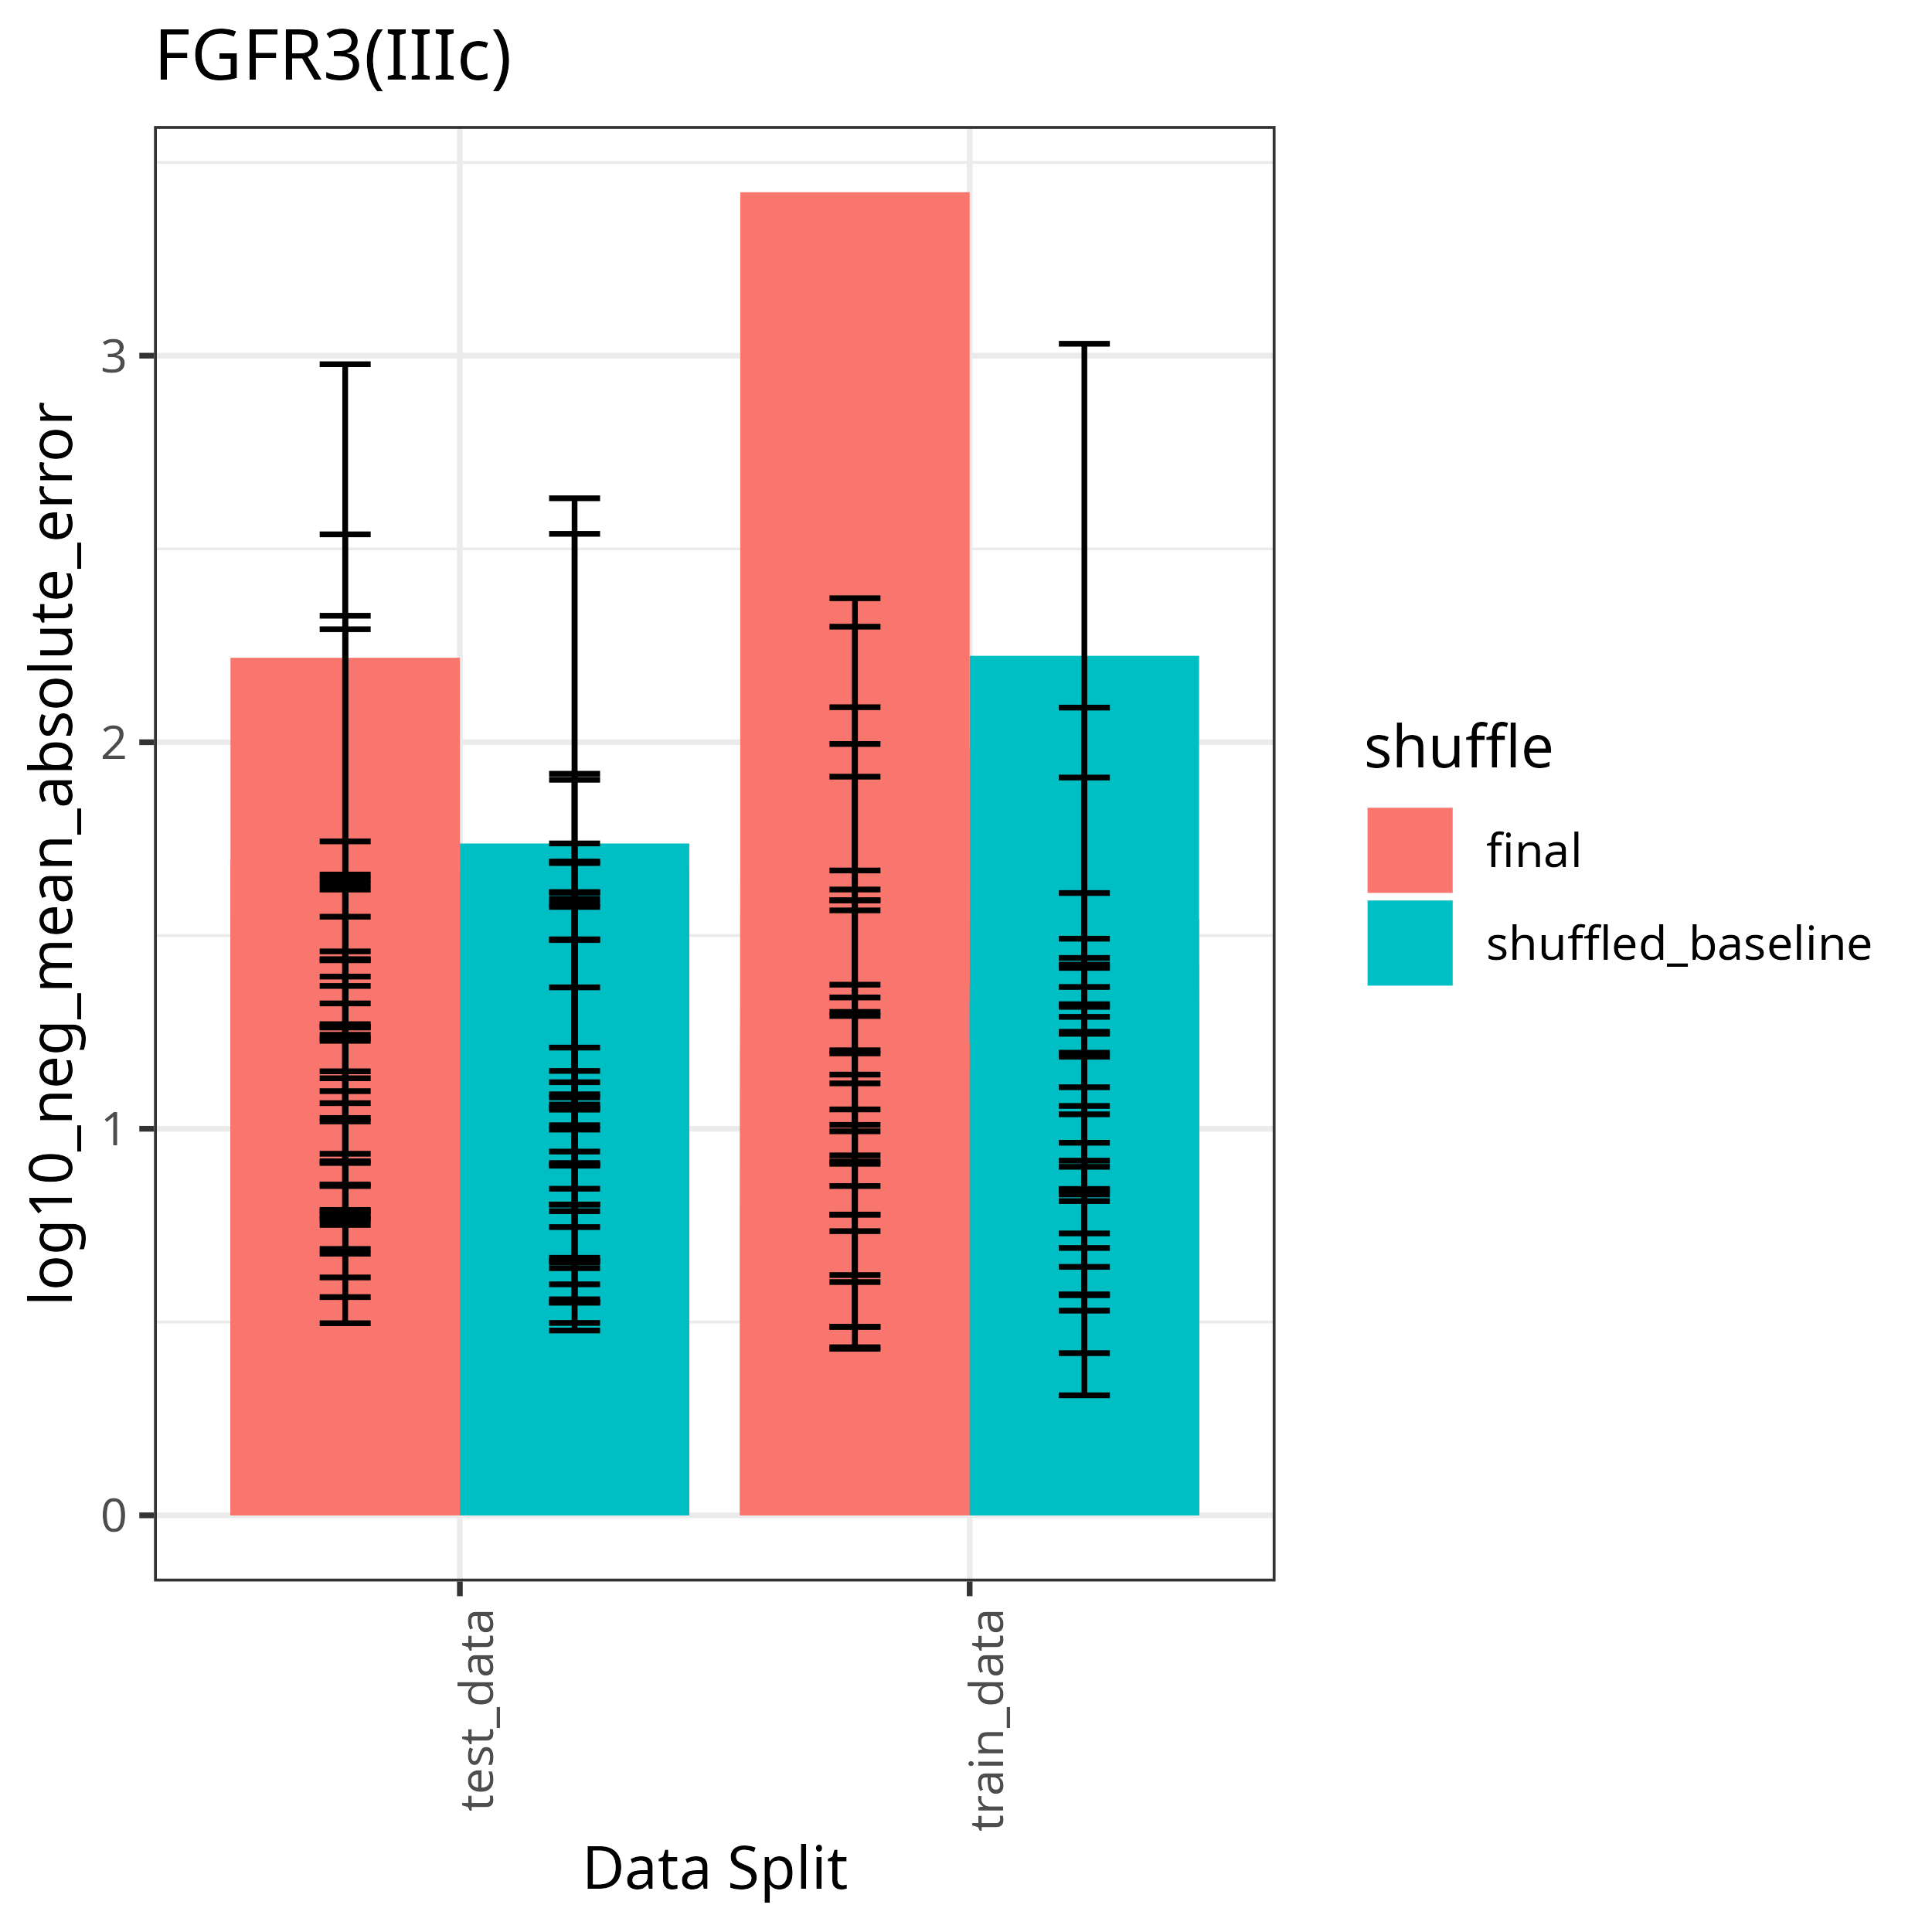 FGFR3(IIIc)
log10_neg_mean_absolute_error
3
2
1
0
test_data
train_data
Data Split
shuffle
final
shuffled_baseline